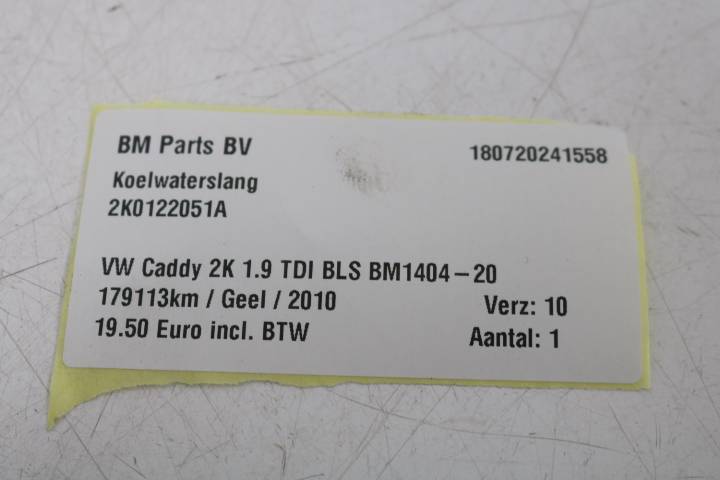 BM Parts BV 180720241558
Koelwaterslang
2K0122051A
VW Caddy 2K 1.9 TDI BLS BM1404-20
179113km / Geel / 2010 Verz: 10
19.50 Euro incl. BTW Aantal: 1